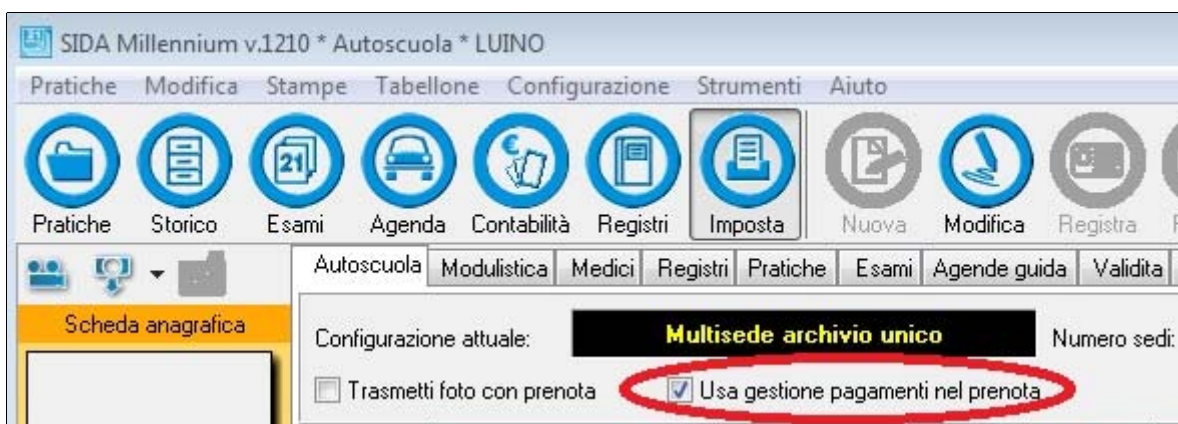 SIDA Millennium v.1210 * Autoscuola * LUINO
Pratiche Modifica Stampe Tabellone Configurazione Strumenti Aiuto
21 €
Pratiche Storico Esami Agenda Contabilità Registri Imposta Nuova Modifica Registra
Autoscuola Modulistica Medici Registri Pratiche Esami Agende guida Validita
Scheda anagrafica
Configurazione attuale: Multisede archivio unico Numero sedi:
Trasmetti foto con prenota Usa gestione pagamenti nel prenota